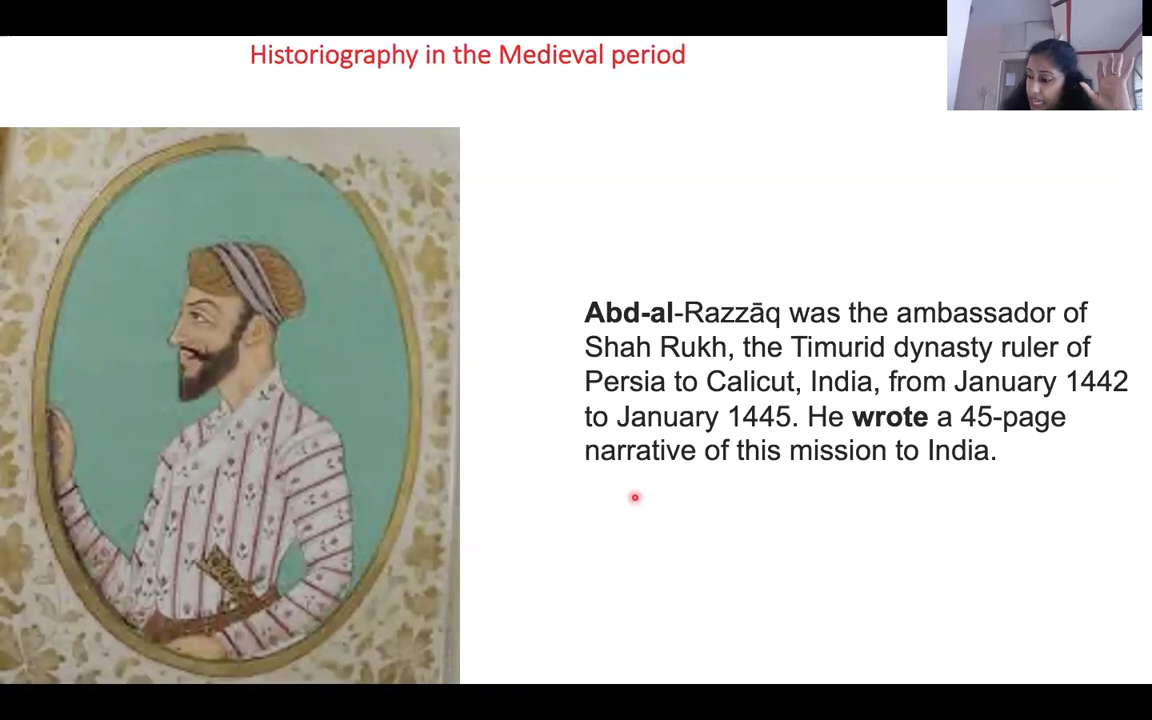 Historiography in the Medieval period
Abd-al-Razzāq was the ambassador of
Shah Rukh, the Timurid dynasty ruler of
Persia to Calicut, India, from January 1442
to January 1445. He wrote a 45-page
narrative of this mission to India.